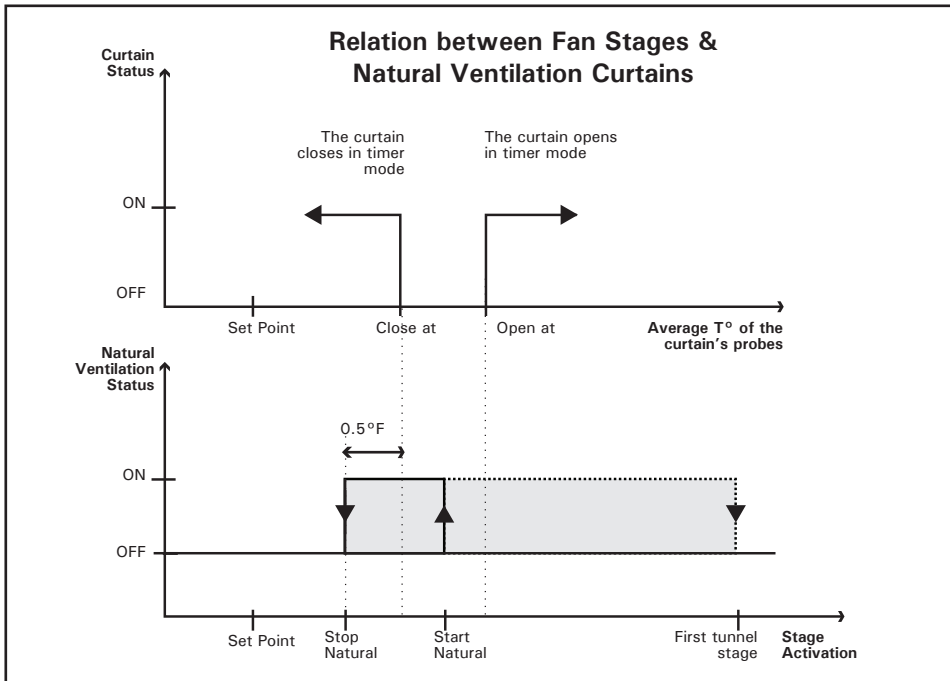 Relation between Fan Stages &
Natural Ventilation Curtains
Curtain
Status
The curtain
closes in timer
mode
The curtain opens
in timer mode
ON
OFF
Set Point
Close at
Open at
Average Tº of the
curtain's probes
Natural
Ventilation
Status
0.5ºF
ON
OFF
Set Point
Stop
Natural
Start
Natural
First tunnel
stage
Stage
Activation